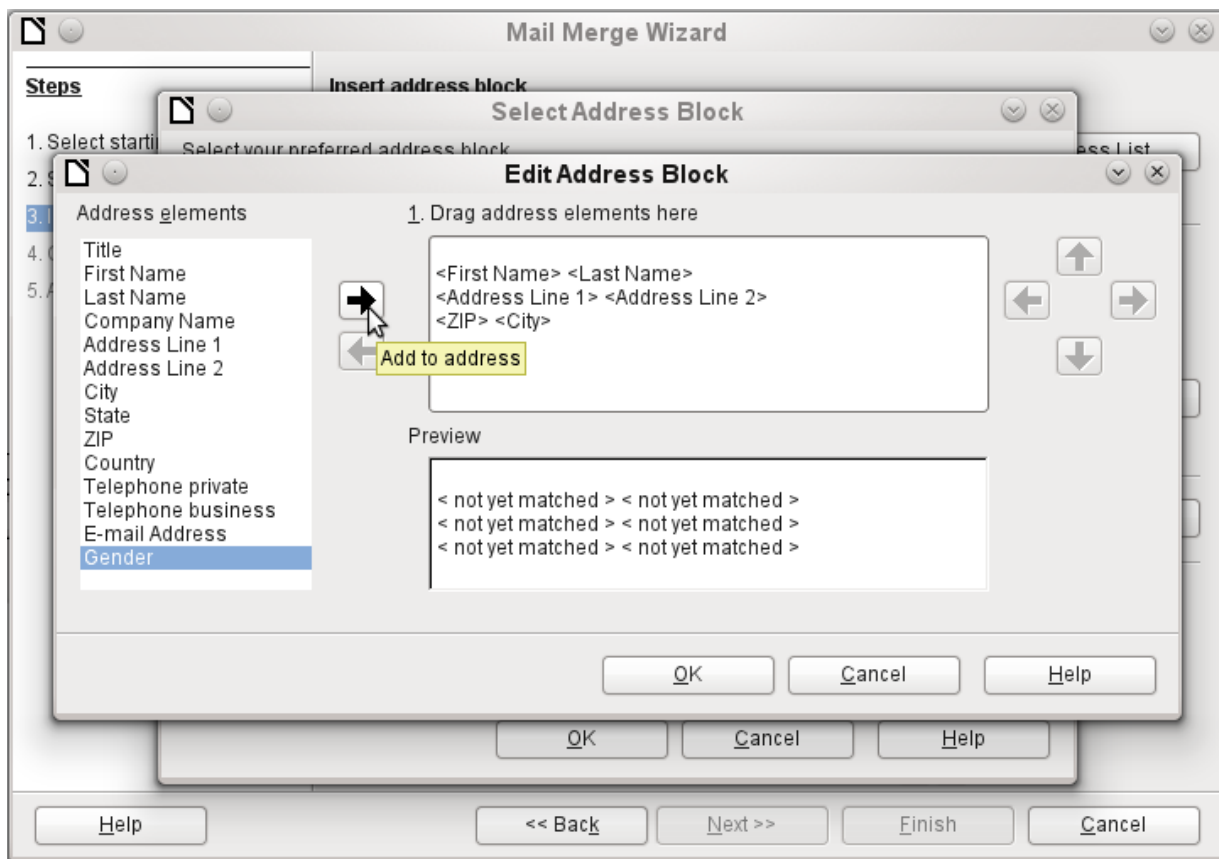 Mail Merge Wizard
Steps
Insert address block
Select Address Block
1. Select starti
Select your preferred address block
ess List
2. S
Edit Address Block
3. I
Address elements
1. Drag address elements here
4. C
5. A
Title
First Name
Last Name
Company Name
Address Line 1
Address Line 2
City
State
ZIP
Country
Telephone private
Telephone business
E-mail Address
Gender
<First Name> <Last Name>
<Address Line 1> <Address Line 2>
<ZIP> <City>
Add to address
Preview
< not yet matched > < not yet matched >
< not yet matched > < not yet matched >
< not yet matched > < not yet matched >
OK
Cancel
Help
OK
Cancel
Help
Help
<< Back
Next >>
Finish
Cancel